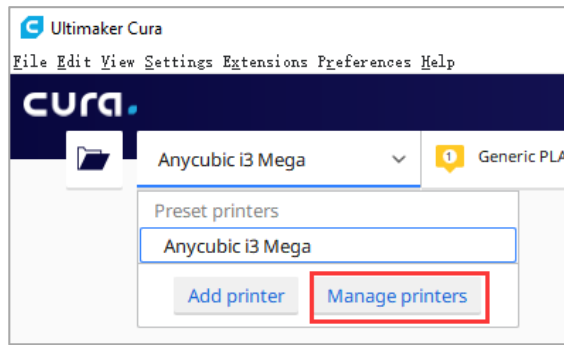 Ultimaker Cura
File Edit View Settings Extensions Preferences Help
cura.
Anycubic i3 Mega
1 Generic PLA
Preset printers
Anycubic i3 Mega
Add printer Manage printers